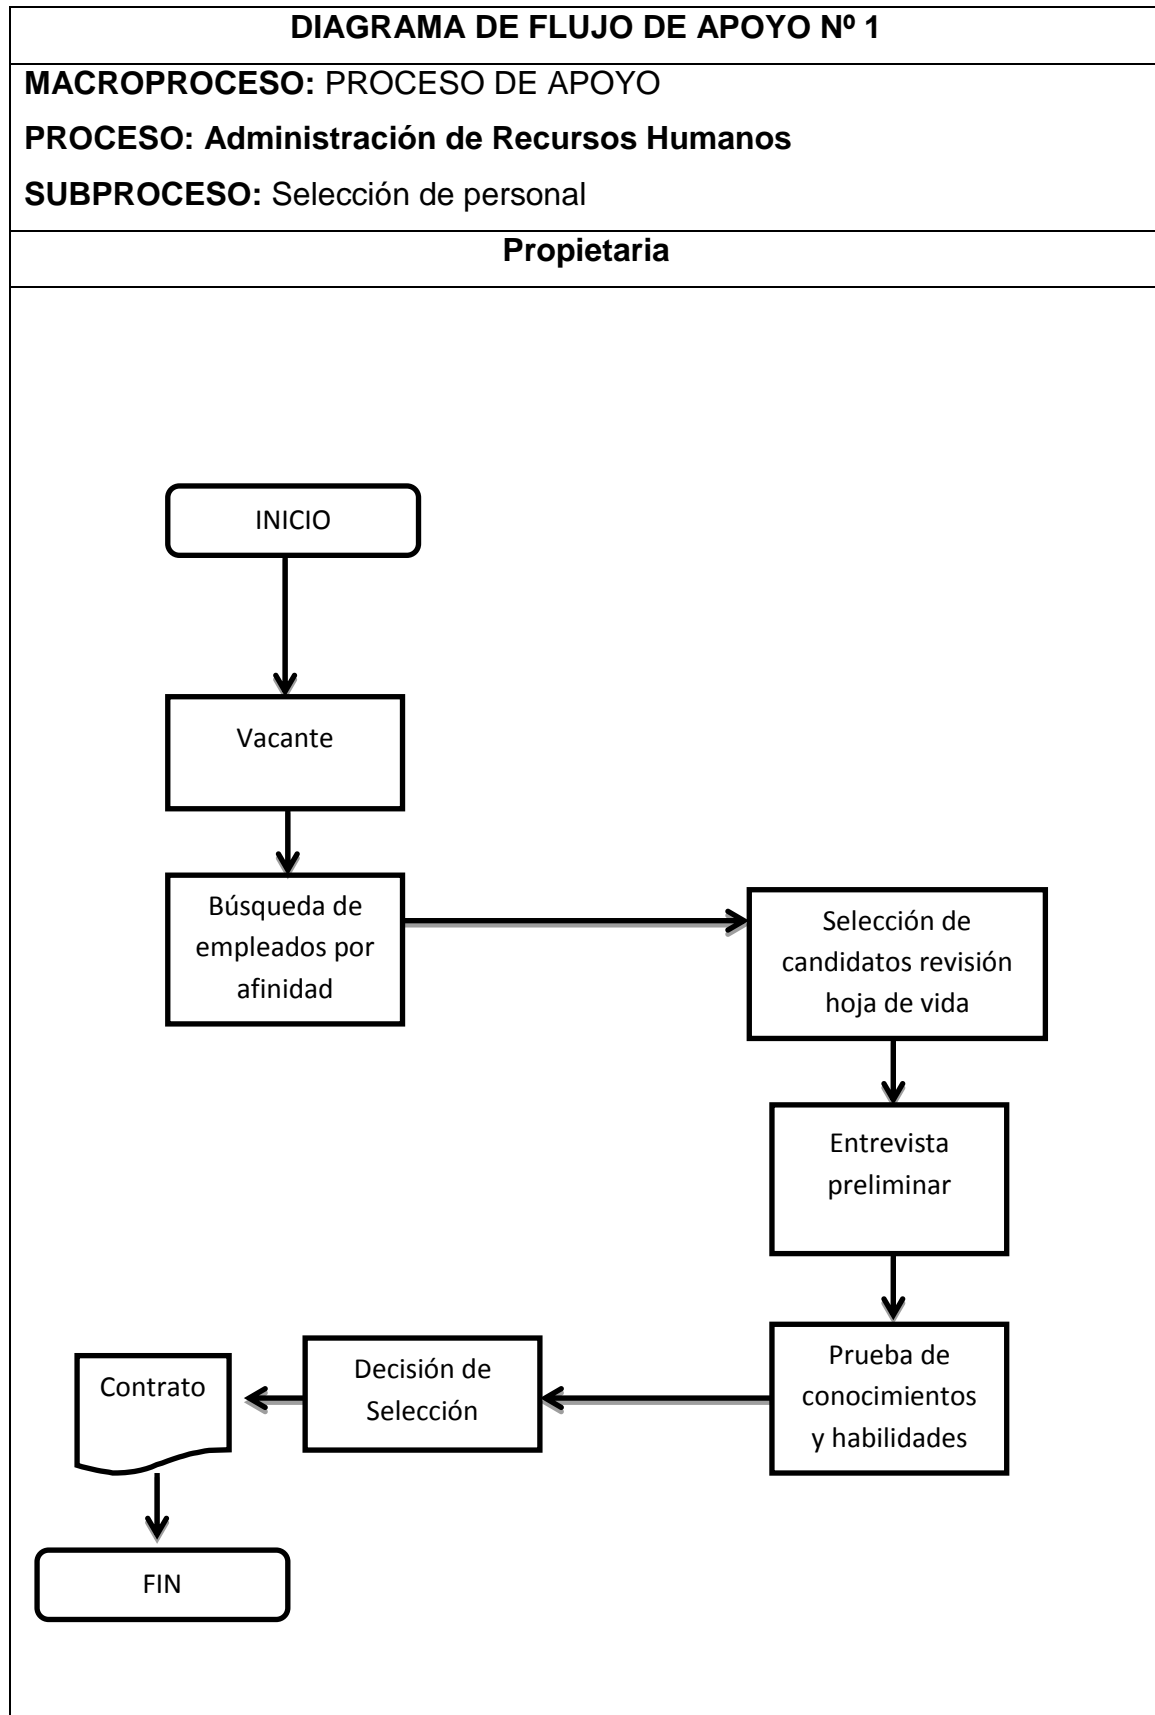 DIAGRAMA DE FLUJO DE APOYO Nº 1
MACROPROCESO: PROCESO DE APOYO
PROCESO: Administración de Recursos Humanos
SUBPROCESO: Selección de personal
Propietaria
INICIO
Vacante
Búsqueda de
empleados por
afinidad
Selección de
candidatos revisión
hoja de vida
Entrevista
preliminar
Prueba de
conocimientos
y habilidades
Decisión de
Selección
Contrato
FIN